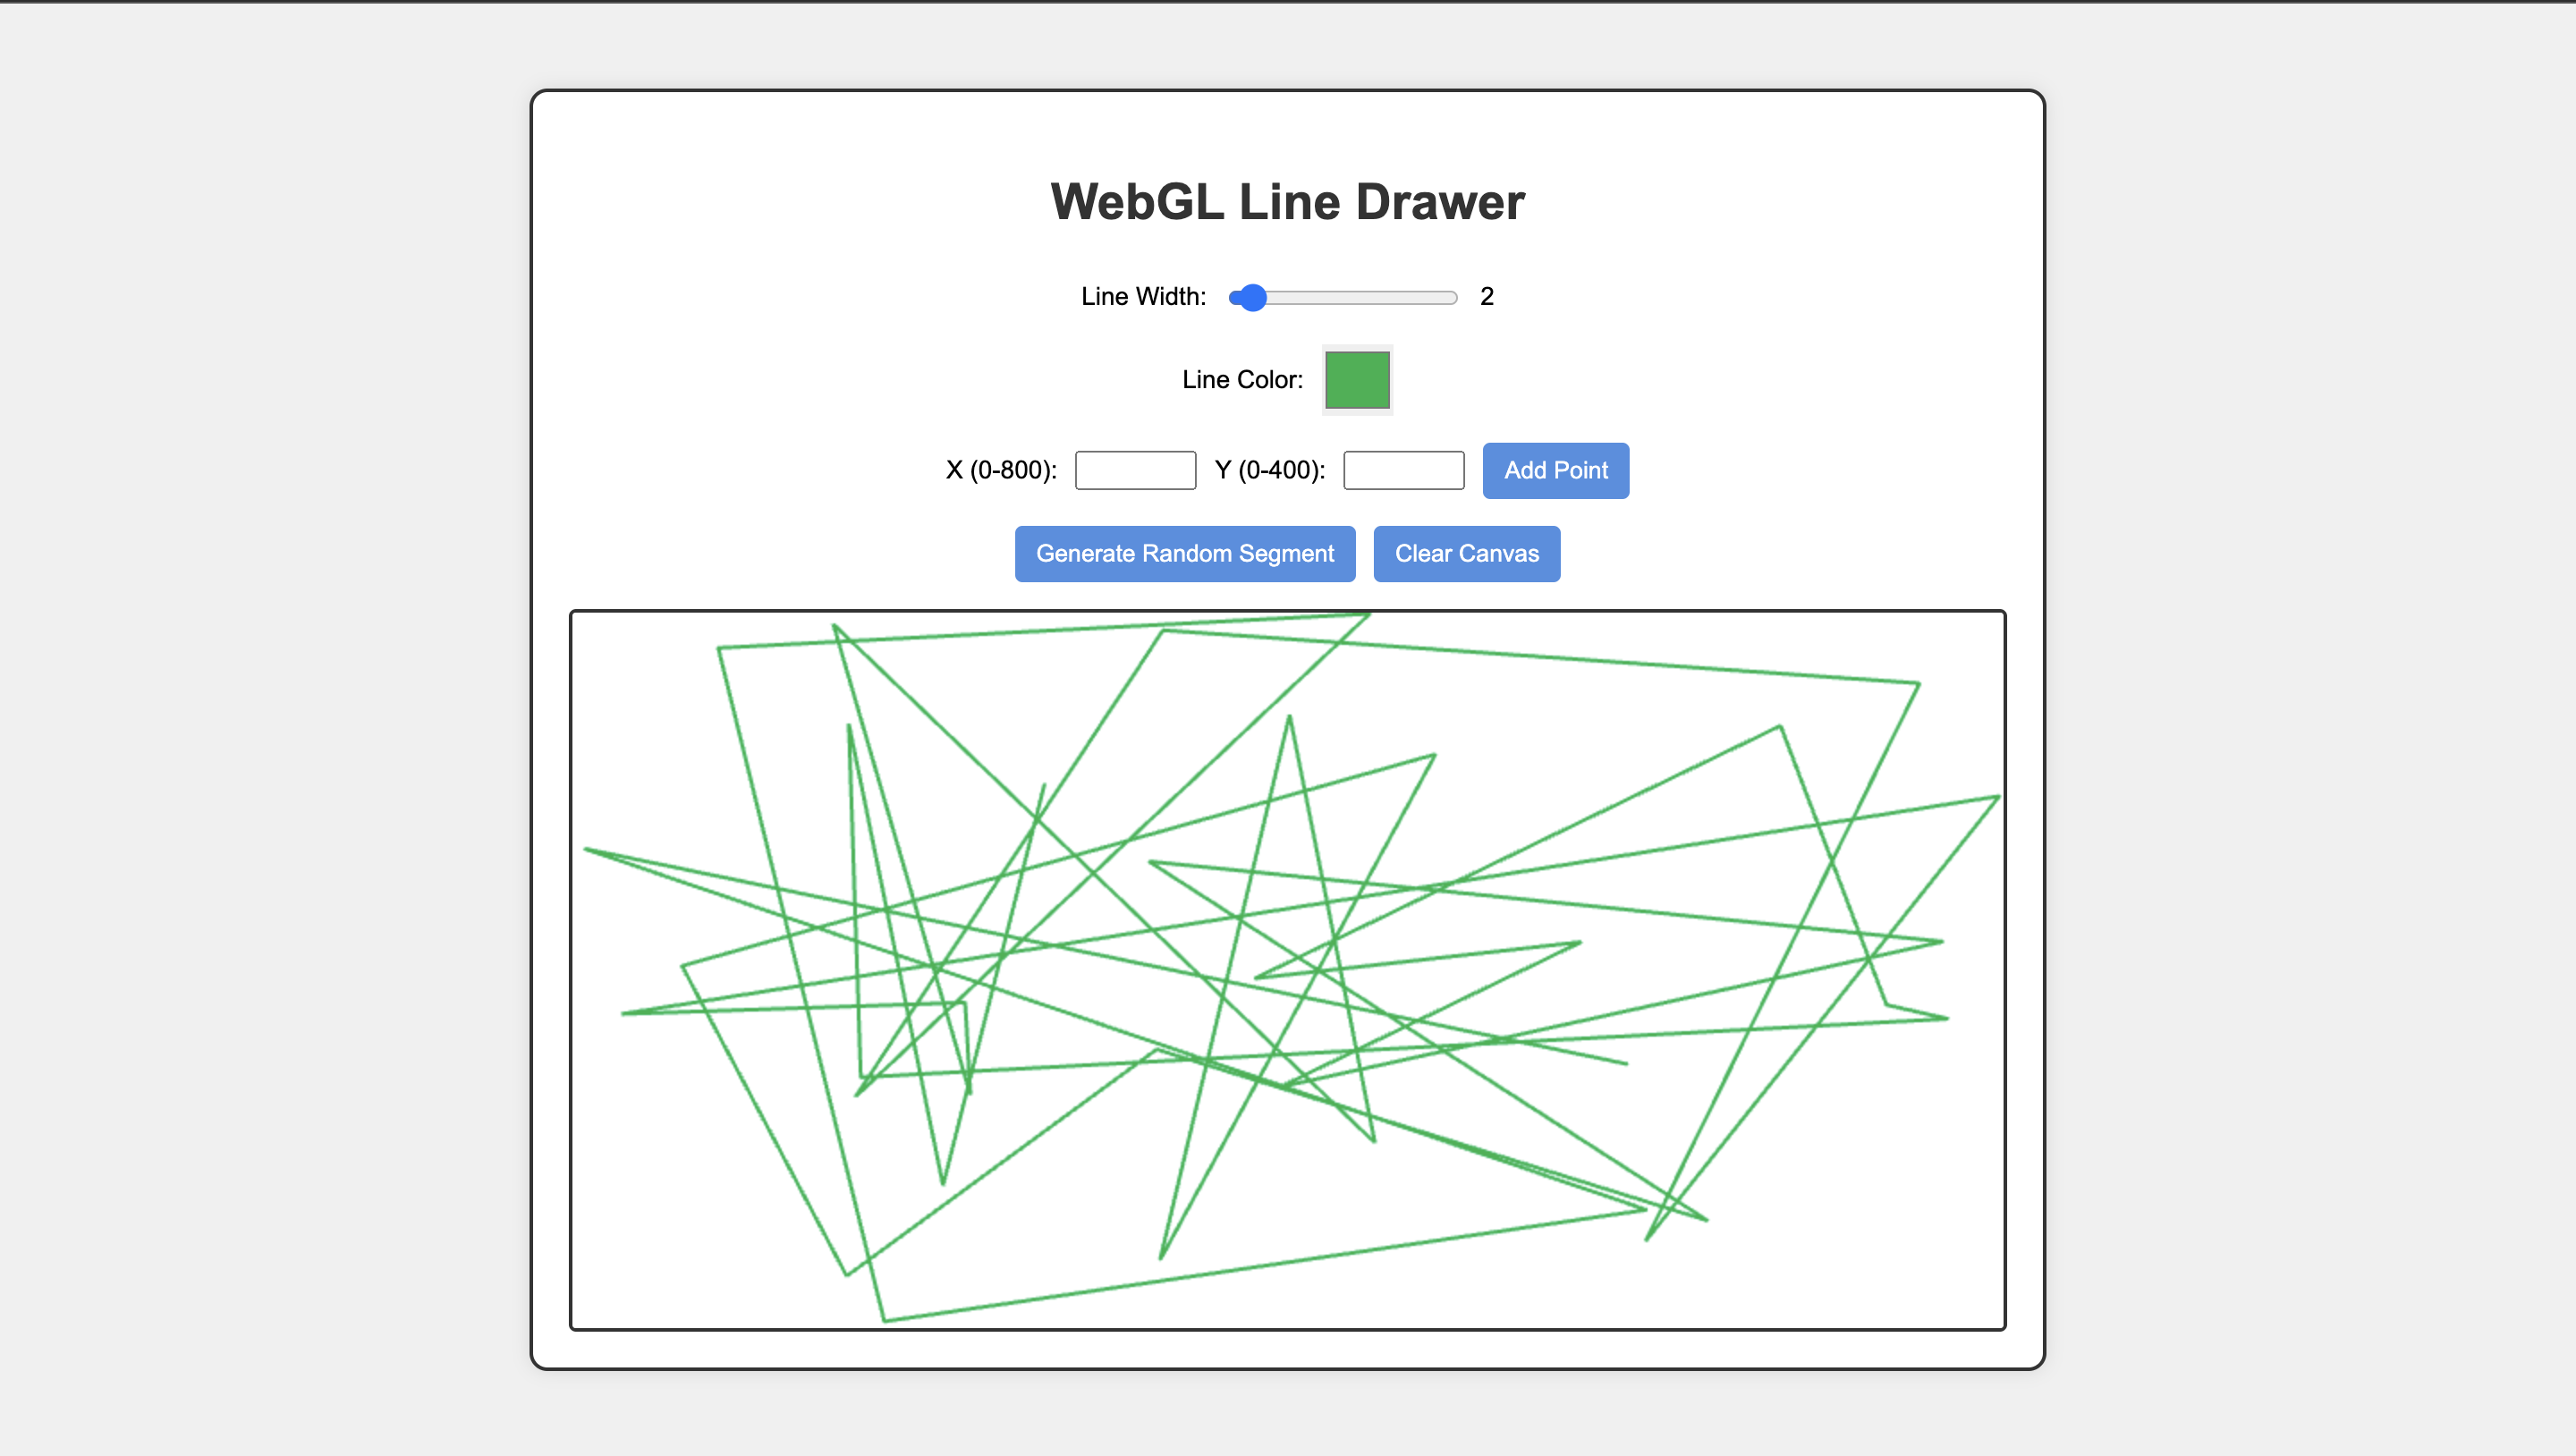 WebGL Line Drawer
Line Width: 2
Line Color:
X (0-800): Y (0-400): Add Point
Generate Random Segment Clear Canvas